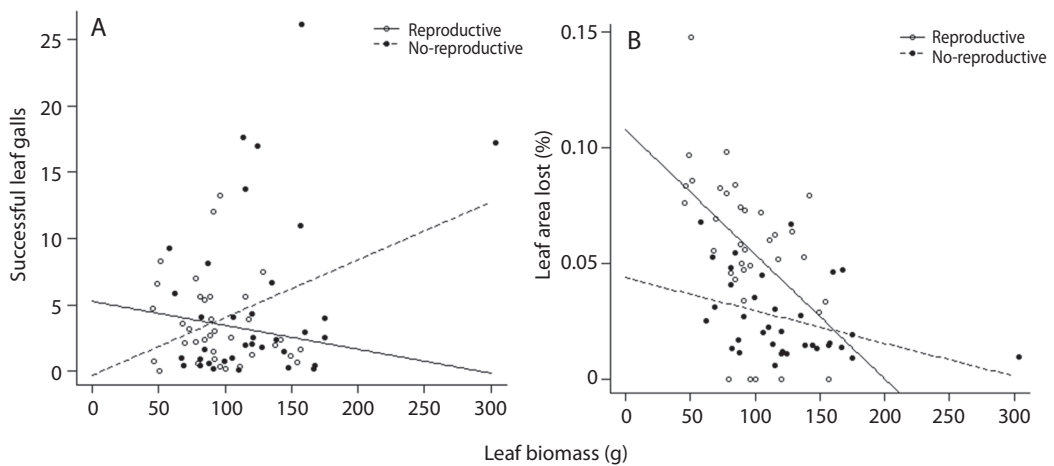 A
Reproductive
No-reproductive
25
20
15
10
5
0
Successful leaf galls
0 50 100 150 200 250 300
B
Reproductive
No-reproductive
0.15
0.10
0.05
0
Leaf area lost (%)
0 50 100 150 200 250 300
Leaf biomass (g)